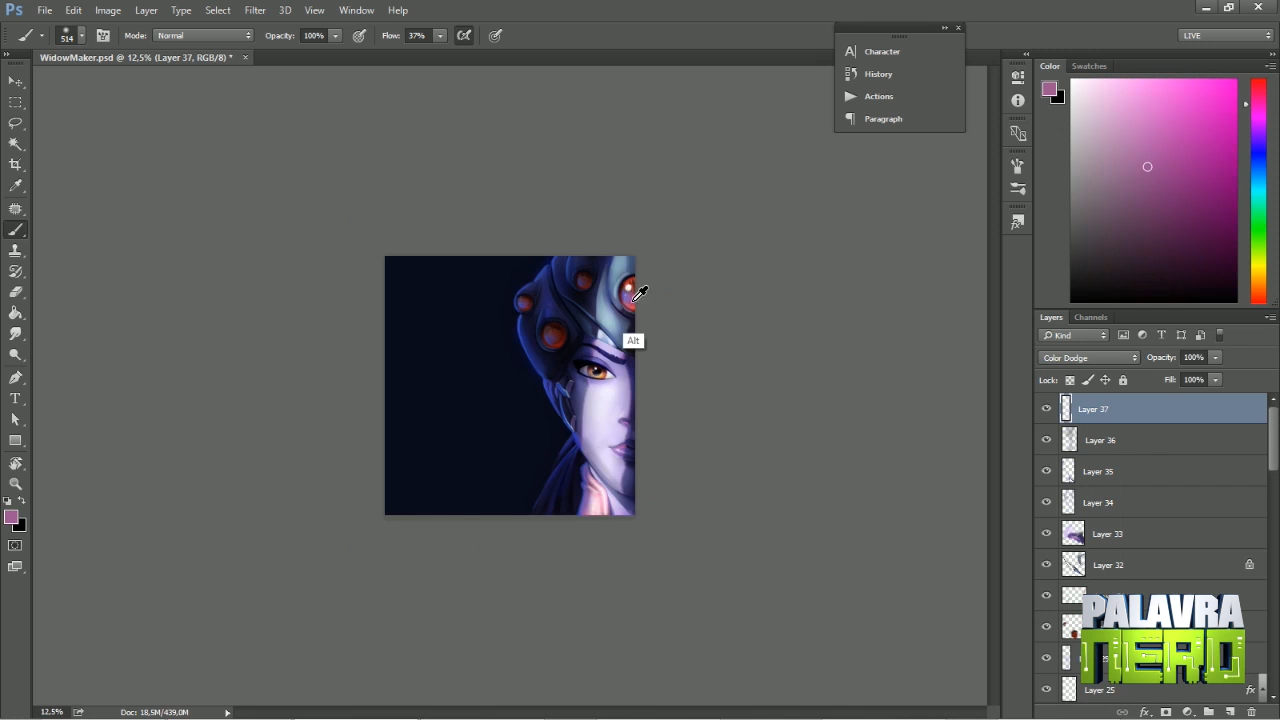 Ps File Edit Image Layer Type Select Filter 3D View Window Help
514 Mode: Normal Opacity: 100% Flow: 37% LIVE
WidowMaker.psd @ 12,5% (Layer 37, RGB/8) *
Character
History
Actions
Paragraph
Color Swatches
Alt
Layers Channels
Kind
Color Dodge Opacity: 100%
Lock: Fill: 100%
Layer 37
Layer 36
Layer 35
Layer 34
Layer 33
Layer 32
PALAVRA
NERD
Layer 25 fx
12,5% Doc: 18,5M/439,0M